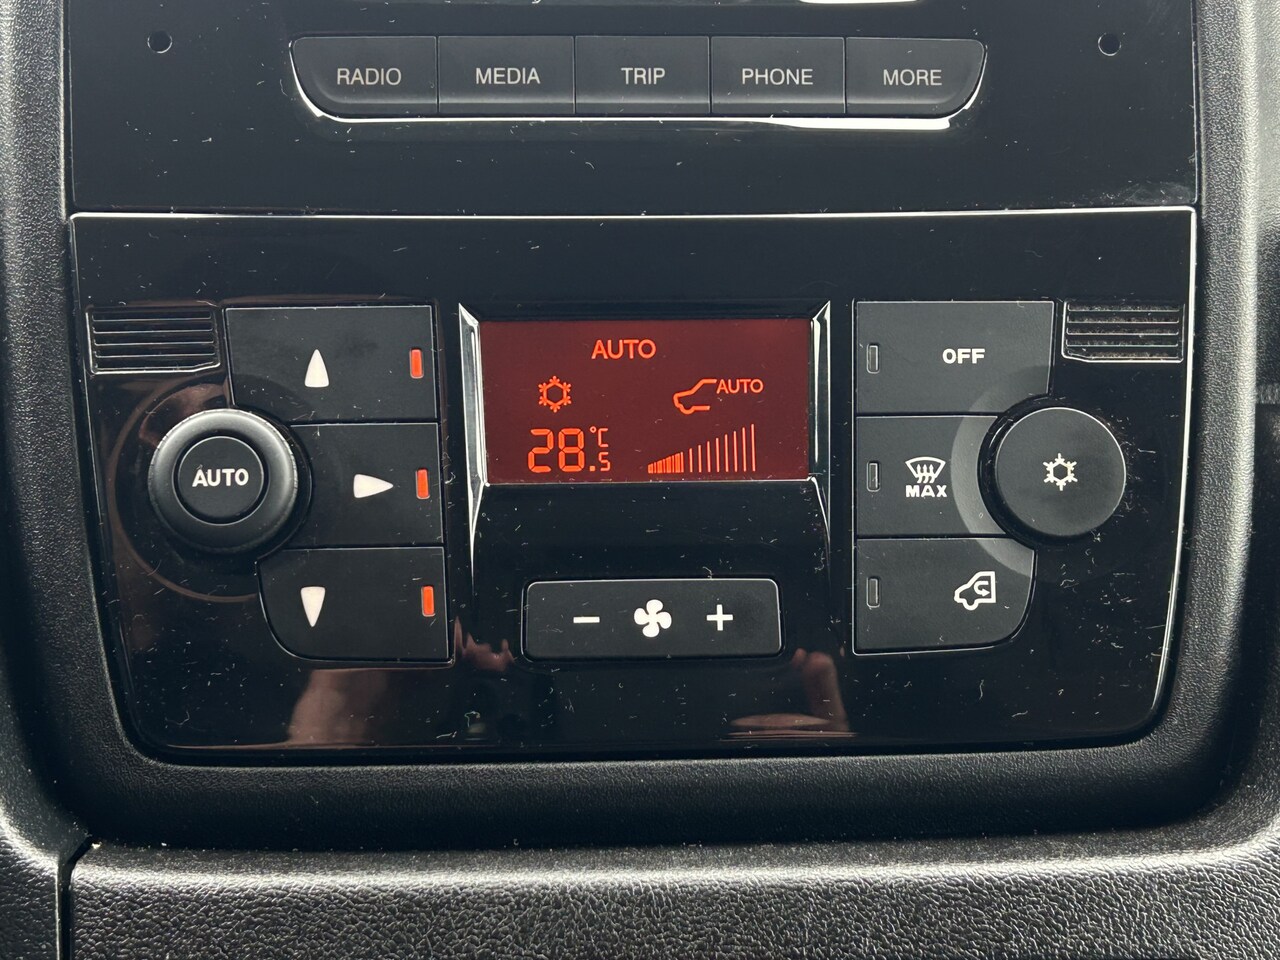 RADIO MEDIA TRIP PHONE MORE
AUTO
OFF
AUTO
AUTO
28.5 °C
MAX
- +